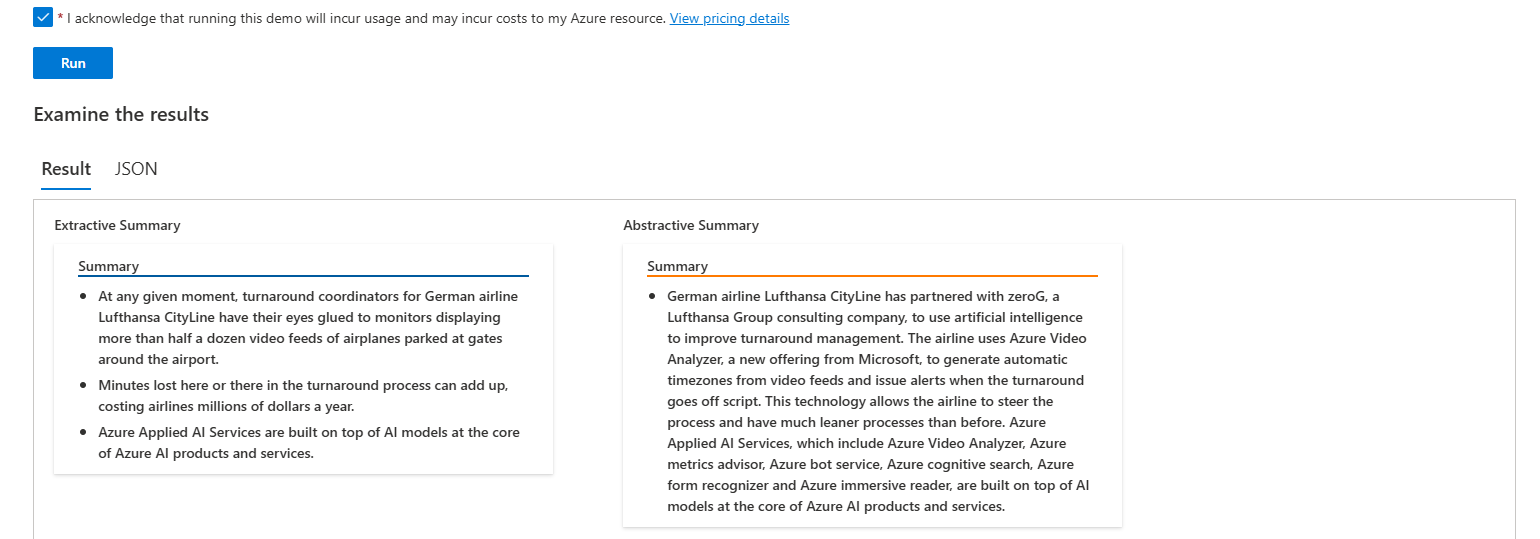 * I acknowledge that running this demo will incur usage and may incur costs to my Azure resource. View pricing details
Run
Examine the results
Result JSON
Extractive Summary
Summary
• At any given moment, turnaround coordinators for German airline
Lufthansa CityLine have their eyes glued to monitors displaying
more than half a dozen video feeds of airplanes parked at gates
around the airport.
• Minutes lost here or there in the turnaround process can add up,
costing airlines millions of dollars a year.
• Azure Applied AI Services are built on top of AI models at the core
of Azure AI products and services.
Abstractive Summary
Summary
• German airline Lufthansa CityLine has partnered with zeroG, a
Lufthansa Group consulting company, to use artificial intelligence
to improve turnaround management. The airline uses Azure Video
Analyzer, a new offering from Microsoft, to generate automatic
timezones from video feeds and issue alerts when the turnaround
goes off script. This technology allows the airline to steer the
process and have much leaner processes than before. Azure
Applied AI Services, which include Azure Video Analyzer, Azure
metrics advisor, Azure bot service, Azure cognitive search, Azure
form recognizer and Azure immersive reader, are built on top of AI
models at the core of Azure AI products and services.